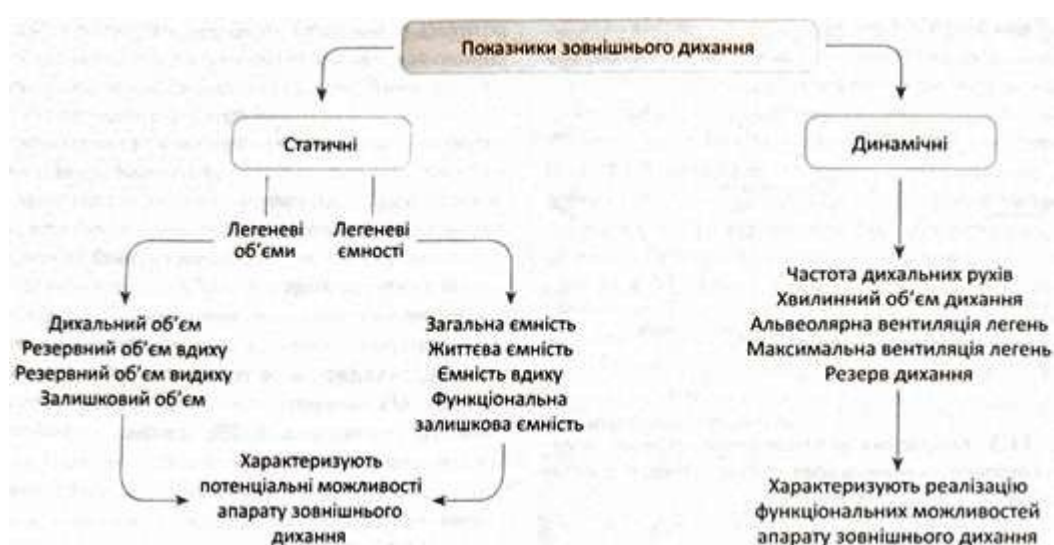 Показники зовнішнього дихання
Статичні
Динамічні
Легеневі
об’єми
Легеневі
ємності
Дихальний об’єм
Резервний об’єм вдиху
Резервний об’єм видиху
Залишковий об’єм
Загальна ємність
Життєва ємність
Ємність вдиху
Функціональна
залишкова ємність
Характеризують
потенціальні можливості
апарату зовнішнього
дихання
Частота дихальних рухів
Хвилинний об’єм дихання
Альвеолярна вентиляція легень
Максимальна вентиляція легень
Резерв дихання
Характеризують реалізацію
функціональних можливостей
апарату зовнішнього дихання